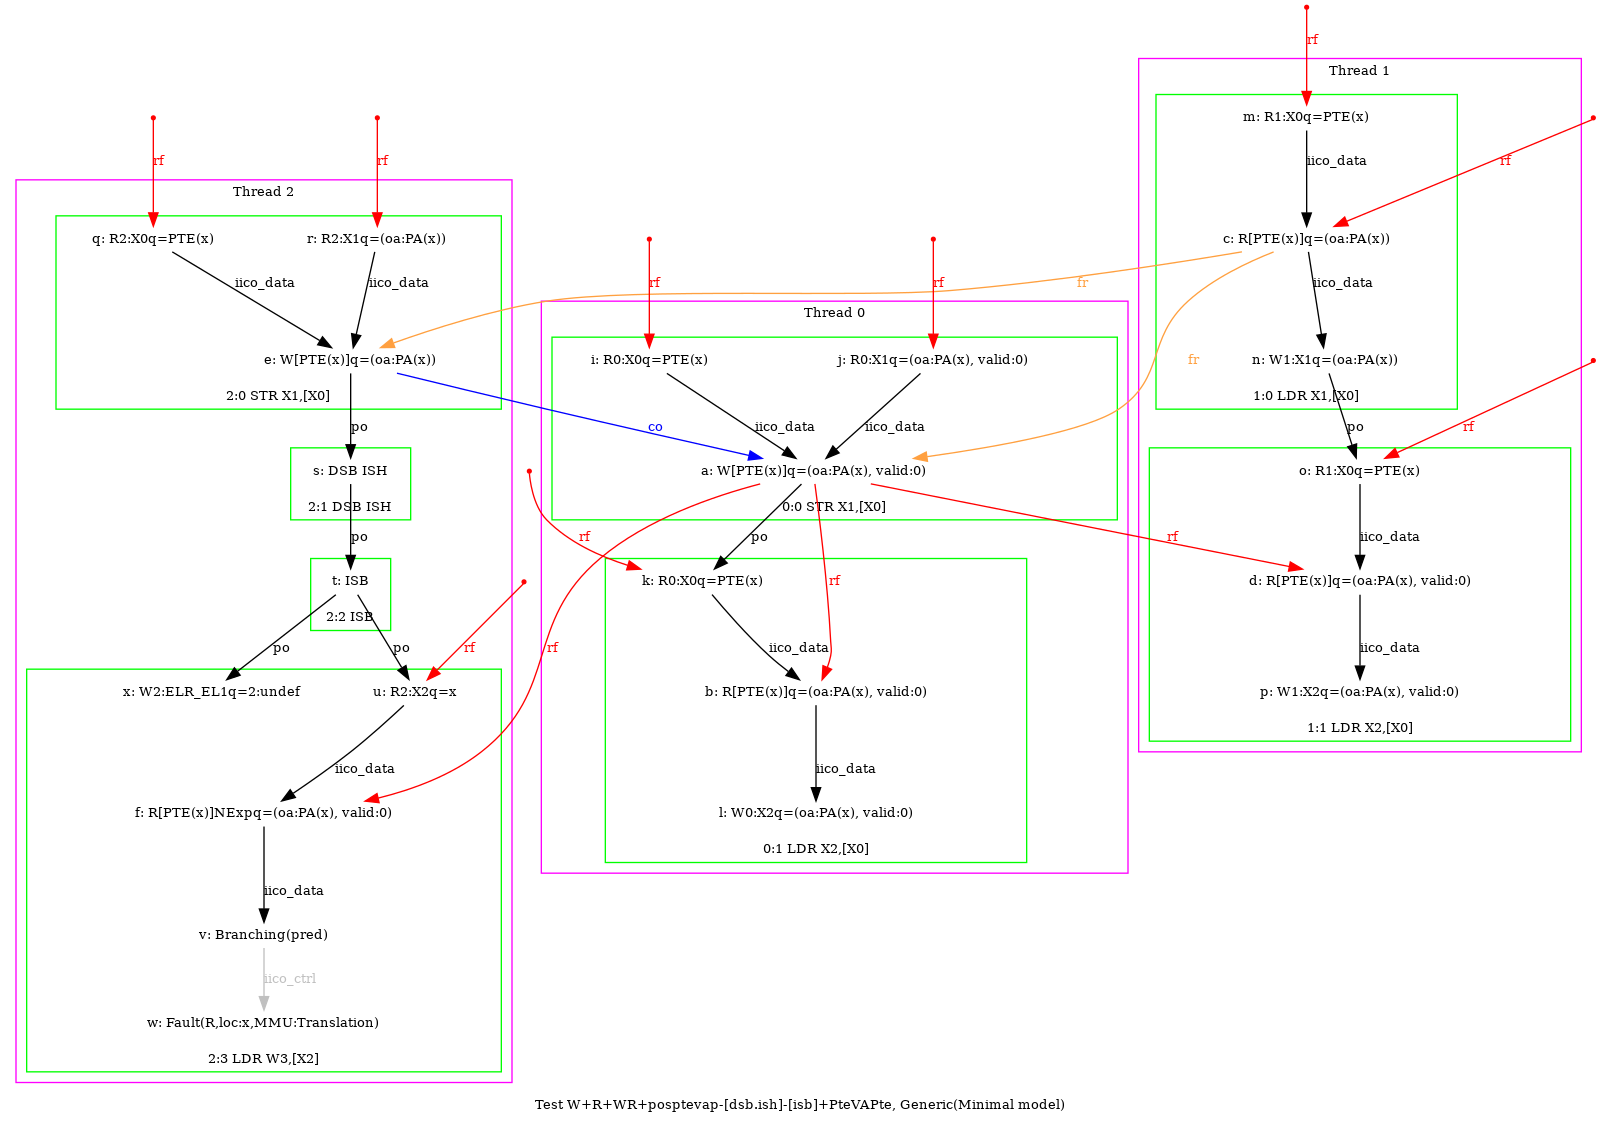 rf
Thread 1
m: R1:X0q=PTE(x)
rf
rf
iico_data
rf
rf
Thread 2
q: R2:X0q=PTE(x)
r: R2:X1q=(oa:PA(x))
c: R[PTE(x)]q=(oa:PA(x))
iico_data
iico_data
rf
rf
fr
iico_data
Thread 0
e: W[PTE(x)]q=(oa:PA(x))
i: R0:X0q=PTE(x)
j: R0:X1q=(oa:PA(x), valid:0)
fr
n: W1:X1q=(oa:PA(x))
2:0 STR X1,[X0]
1:0 LDR X1,[X0]
po
co
iico_data
iico_data
po
rf
s: DSB ISH
a: W[PTE(x)]q=(oa:PA(x), valid:0)
o: R1:X0q=PTE(x)
2:1 DSB ISH
0:0 STR X1,[X0]
po
rf
po
rf
iico_data
t: ISB
k: R0:X0q=PTE(x)
rf
d: R[PTE(x)]q=(oa:PA(x), valid:0)
2:2 ISB
po
po
rf
rf
iico_data
iico_data
x: W2:ELR_EL1q=2:undef
u: R2:X2q=x
b: R[PTE(x)]q=(oa:PA(x), valid:0)
p: W1:X2q=(oa:PA(x), valid:0)
1:1 LDR X2,[X0]
iico_data
iico_data
f: R[PTE(x)]NExpq=(oa:PA(x), valid:0)
l: W0:X2q=(oa:PA(x), valid:0)
0:1 LDR X2,[X0]
iico_data
v: Branching(pred)
iico_ctrl
w: Fault(R,loc:x,MMU:Translation)
2:3 LDR W3,[X2]
Test W+R+WR+posptevap-[dsb.ish]-[isb]+PteVAPte, Generic(Minimal model)